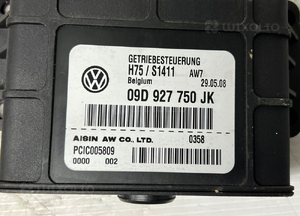 GETRIEBESTEUERUNG
H75 / S1411 AW7
Belgium 29.05.08
09D 927 750 JK
AISIN AW CO., LTD. 0358
PCIC005809
0000 002